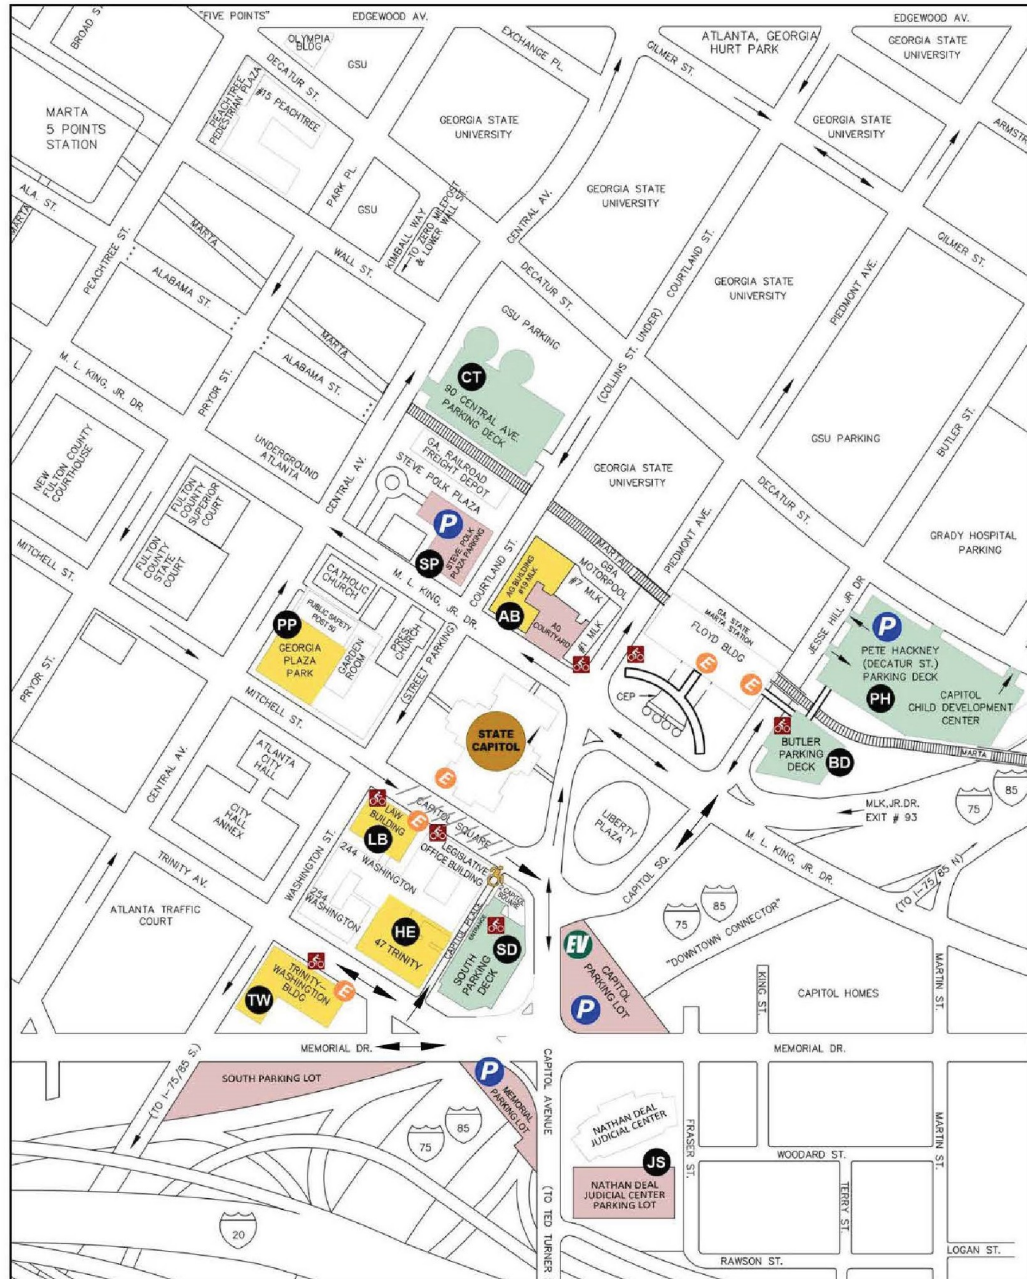 "FIVE POINTS"
EDGEWOOD AV.
EDGEWOOD AV.
BROAD ST.
OLYMPIA
BLDG
GSU
DECATUR ST.
EXCHANGE PL.
GILMER ST.
ATLANTA, GEORGIA
HURT PARK
GEORGIA STATE
UNIVERSITY
GEORGIA STATE
UNIVERSITY
PEACHTREE
PEDESTRIAN PLAZA
#15 PEACHTREE
MARTA
5 POINTS
STATION
GEORGIA STATE
UNIVERSITY
GEORGIA STATE
UNIVERSITY
GEORGIA STATE
UNIVERSITY
ALA. ST.
MARTA
MARTA
PARK PL.
GSU
KIMBALL WAY
TO ZERO MILEPOST
& LOWER WALL ST.
CENTRAL AV.
PEACHTREE ST.
ALABAMA ST.
WALL ST.
DECATUR ST.
(COLLINS ST. UNDER) COURTLAND ST.
PIEDMONT AVE.
GILMER ST.
GSU PARKING
MARTA
ALABAMA ST.
M. L. KING, JR. DR.
PRYOR ST.
CT
90 CENTRAL AVE.
PARKING DECK
GSU PARKING
BUTLER ST.
UNDERGROUND
ATLANTA
CENTRAL AV.
GA. RAILROAD
FREIGHT DEPOT
STEVE POLK PLAZA
GEORGIA STATE
UNIVERSITY
DECATUR ST.
NEW
FULTON COUNTY
COURTHOUSE
FULTON
COUNTY
SUPERIOR
COURT
FULTON
COUNTY
STATE
COURT
MITCHELL ST.
P
SP
STEVE POLK
PLAZA PARKING
COURTLAND ST.
MARTA
PIEDMONT AVE.
GRADY HOSPITAL
PARKING
M. L. KING, JR. DR.
AG BUILDING
#19 MLK
AB
AG
COURTYARD
GBA
MOTORPOOL
#7 MLK
#1 MLK
CATHOLIC
CHURCH
PUBLIC SAFETY
POST 50
PP
GEORGIA
PLAZA
PARK
GARDEN
ROOM
PRES.
CHURCH
(STREET PARKING)
GA. STATE
MARTA STATION
FLOYD BLDG
E
E
JESSE HILL JR DR
P
PETE HACKNEY
(DECATUR ST.)
PARKING DECK
PH
CAPITOL
CHILD DEVELOPMENT
CENTER
PRYOR ST.
MITCHELL ST.
CEP
STATE
CAPITOL
BUTLER
PARKING
DECK
BD
MARTA
CENTRAL AV.
ATLANTA
CITY
HALL
CITY
HALL
ANNEX
E
CAPITOL SQUARE
LIBERTY
PLAZA
MLK,JR.DR.
EXIT # 93
75
85
LAW
BUILDING
LB
E
LEGISLATIVE
OFFICE BUILDING
WASHINGTON ST.
244 WASHINGTON
254
WASHINGTON
TRINITY AV.
CAPITOL SQ.
M. L. KING, JR. DR.
(TO I-75/85 N)
CAPITOL
SQUARE
75
85
"DOWNTOWN CONNECTOR"
ATLANTA TRAFFIC
COURT
HE
47 TRINITY
CAPITOL PLACE
ENTRANCE
SD
SOUTH
PARKING
DECK
EV
CAPITOL
PARKING LOT
P
KING ST.
CAPITOL HOMES
MARTIN ST.
TRINITY-
WASHINGTON
BLDG
TW
E
MEMORIAL DR.
MEMORIAL DR.
(TO I-75/85 S.)
SOUTH PARKING LOT
P
MEMORIAL
PARKING LOT
CAPITOL AVENUE
(TO TED TURNER
75
85
NATHAN DEAL
JUDICIAL CENTER
JS
NATHAN DEAL
JUDICIAL CENTER
PARKING LOT
FRASER ST.
WOODARD ST.
TERRY ST.
MARTIN ST.
20
RAWSON ST.
LOGAN ST.